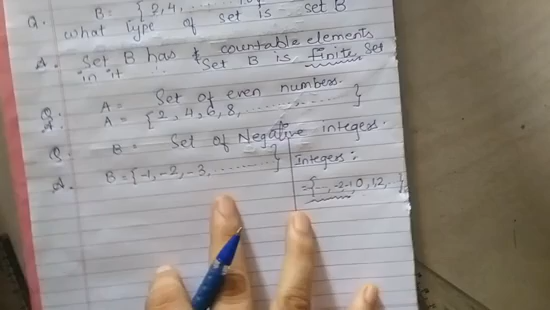 Q. B = {2,4, ........
what Type of set is set B
A. Set B has countable elements
in it Set B is finite set
Q. A = Set of even numbers.
A. A = {2, 4, 6, 8, ............ }
Q. B = Set of Negative integers.
A. B = {-1, -2, -3, ........ }
Integers :
= {.. -2,-1,0,1,2,..}